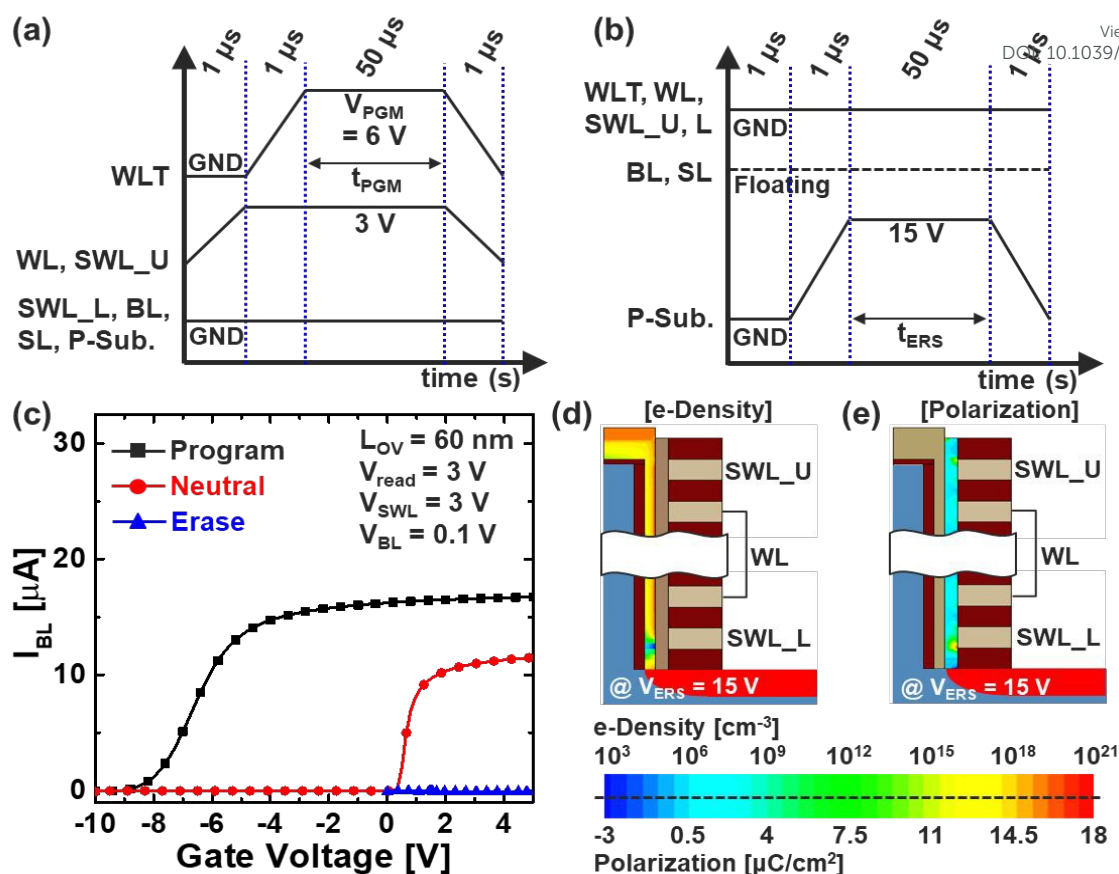 (a)
1 µs
1 µs
50 µs
1 µs
V_PGM
= 6 V
GND
WLT
t_PGM
3 V
WL, SWL_U
SWL_L, BL,
SL, P-Sub.
GND
time (s)
(b)
1 µs
1 µs
50 µs
1 µs
Vie
DOI: 10.1039/
WLT, WL,
SWL_U, L
GND
BL, SL
Floating
15 V
P-Sub.
GND
t_ERS
time (s)
(c)
30
20
10
0
I_BL [µA]
Program
Neutral
Erase
L_OV = 60 nm
V_read = 3 V
V_SWL = 3 V
V_BL = 0.1 V
-10 -8 -6 -4 -2 0 2 4
Gate Voltage [V]
(d)
[e-Density]
SWL_U
WL
SWL_L
@ V_ERS = 15 V
(e)
[Polarization]
SWL_U
WL
SWL_L
@ V_ERS = 15 V
e-Density [cm⁻³]
10³ 10⁶ 10⁹ 10¹² 10¹⁵ 10¹⁸ 10²¹
-3 0.5 4 7.5 11 14.5 18
Polarization [µC/cm²]